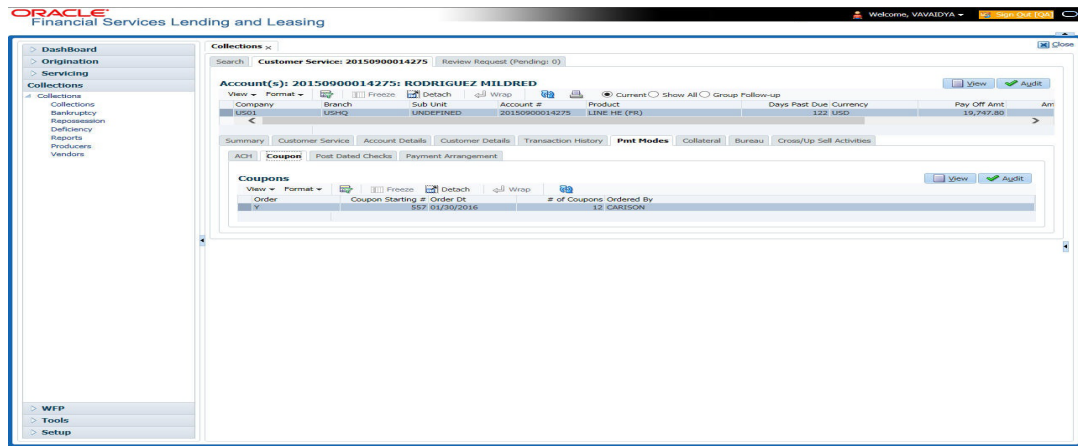 ORACLE
Financial Services Lending and Leasing
Welcome, VAVAIDYA
Sign Out [QA]
DashBoard
Origination
Servicing
Collections
Collections
Collections
Bankruptcy
Repossession
Deficiency
Reports
Producers
Vendors
WFP
Tools
Setup
Collections x
Close
Search Customer Service: 20150900014275 Review Request (Pending: 0)
Account(s): 20150900014275: RODRIGUEZ MILDRED
View Audit
View Format Freeze Detach Wrap Current Show All Group Follow-up
Company Branch Sub Unit Account # Product Days Past Due Currency Pay Off Amt Am
US01 USHQ UNDEFINED 20150900014275 LINE HE (FR) 122 USD 19,747.80
Summary Customer Service Account Details Customer Details Transaction History Pmt Modes Collateral Bureau Cross/Up Sell Activities
ACH Coupon Post Dated Checks Payment Arrangement
Coupons
View Audit
View Format Freeze Detach Wrap
Order Coupon Starting # Order Dt # of Coupons Ordered By
Y 557 01/30/2016 12 CARISON